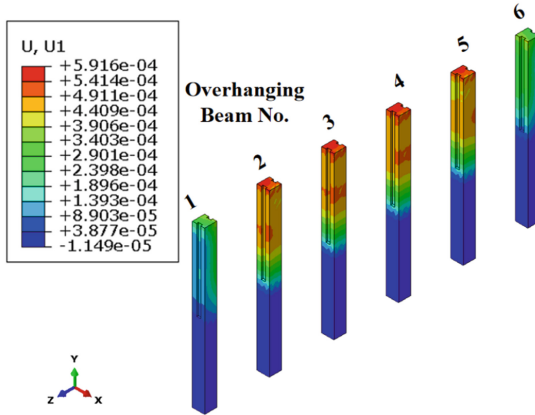 U, U1
+5.916e-04
+5.414e-04
+4.911e-04
+4.409e-04
+3.906e-04
+3.403e-04
+2.901e-04
+2.398e-04
+1.896e-04
+1.393e-04
+8.903e-05
+3.877e-05
-1.149e-05
Overhanging
Beam No.
1
2
3
4
5
6
Y
Z
X